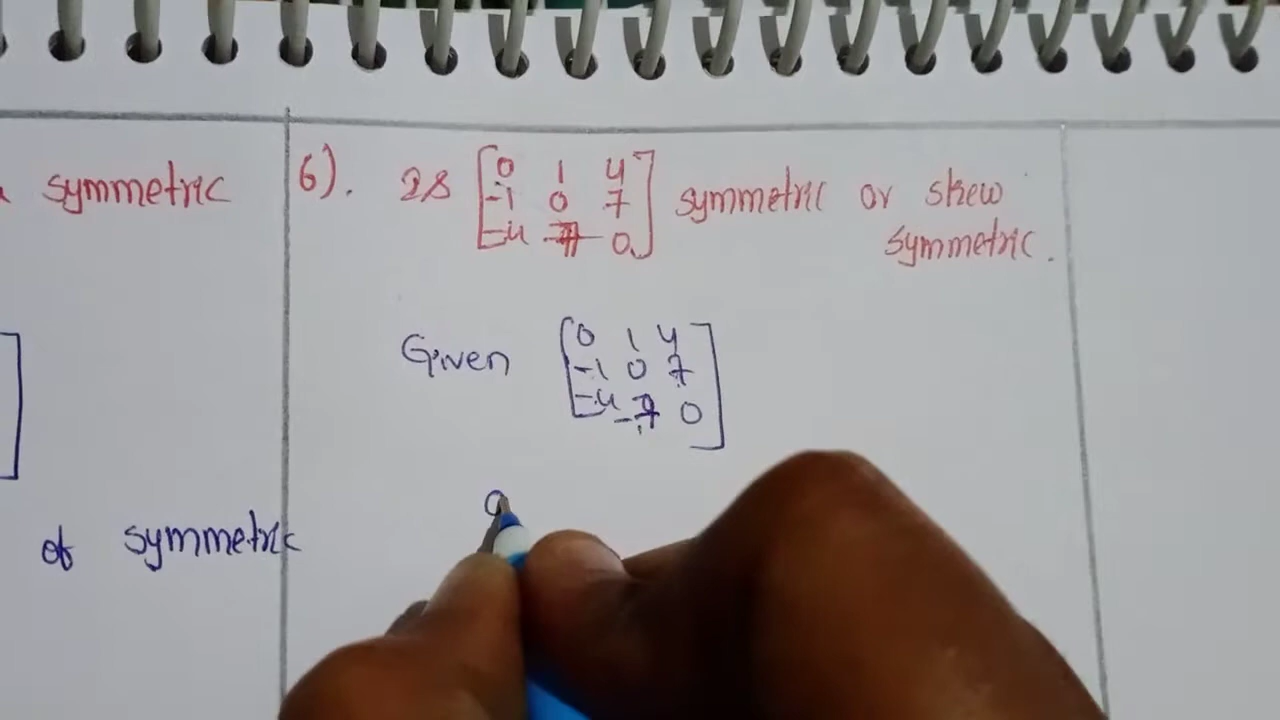 symmetric
of symmetric
6). Is [0 1 4] symmetric or skew
-1 0 7
-4 -7 0 symmetric.
Given [0 1 4]
-1 0 7
-4 -7 0